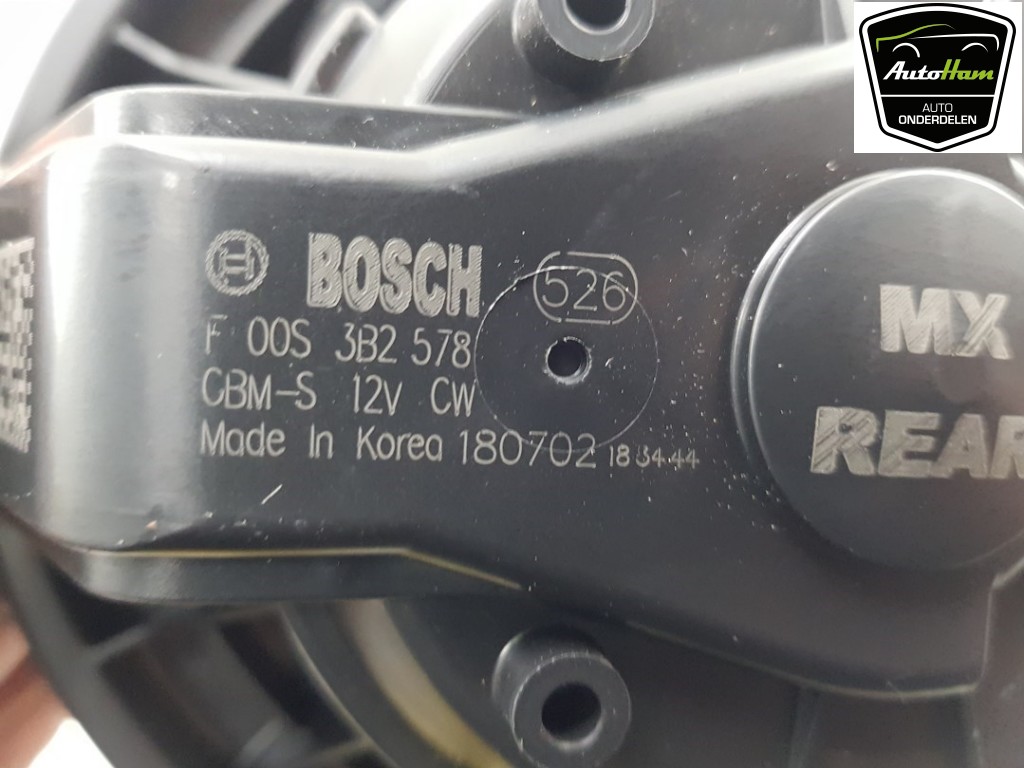 AutoHam
AUTO
ONDERDELEN
BOSCH
526
F 00S 3B2 578
CBM-S 12V CW
Made In Korea 180702 18:34:44
MX
REAR